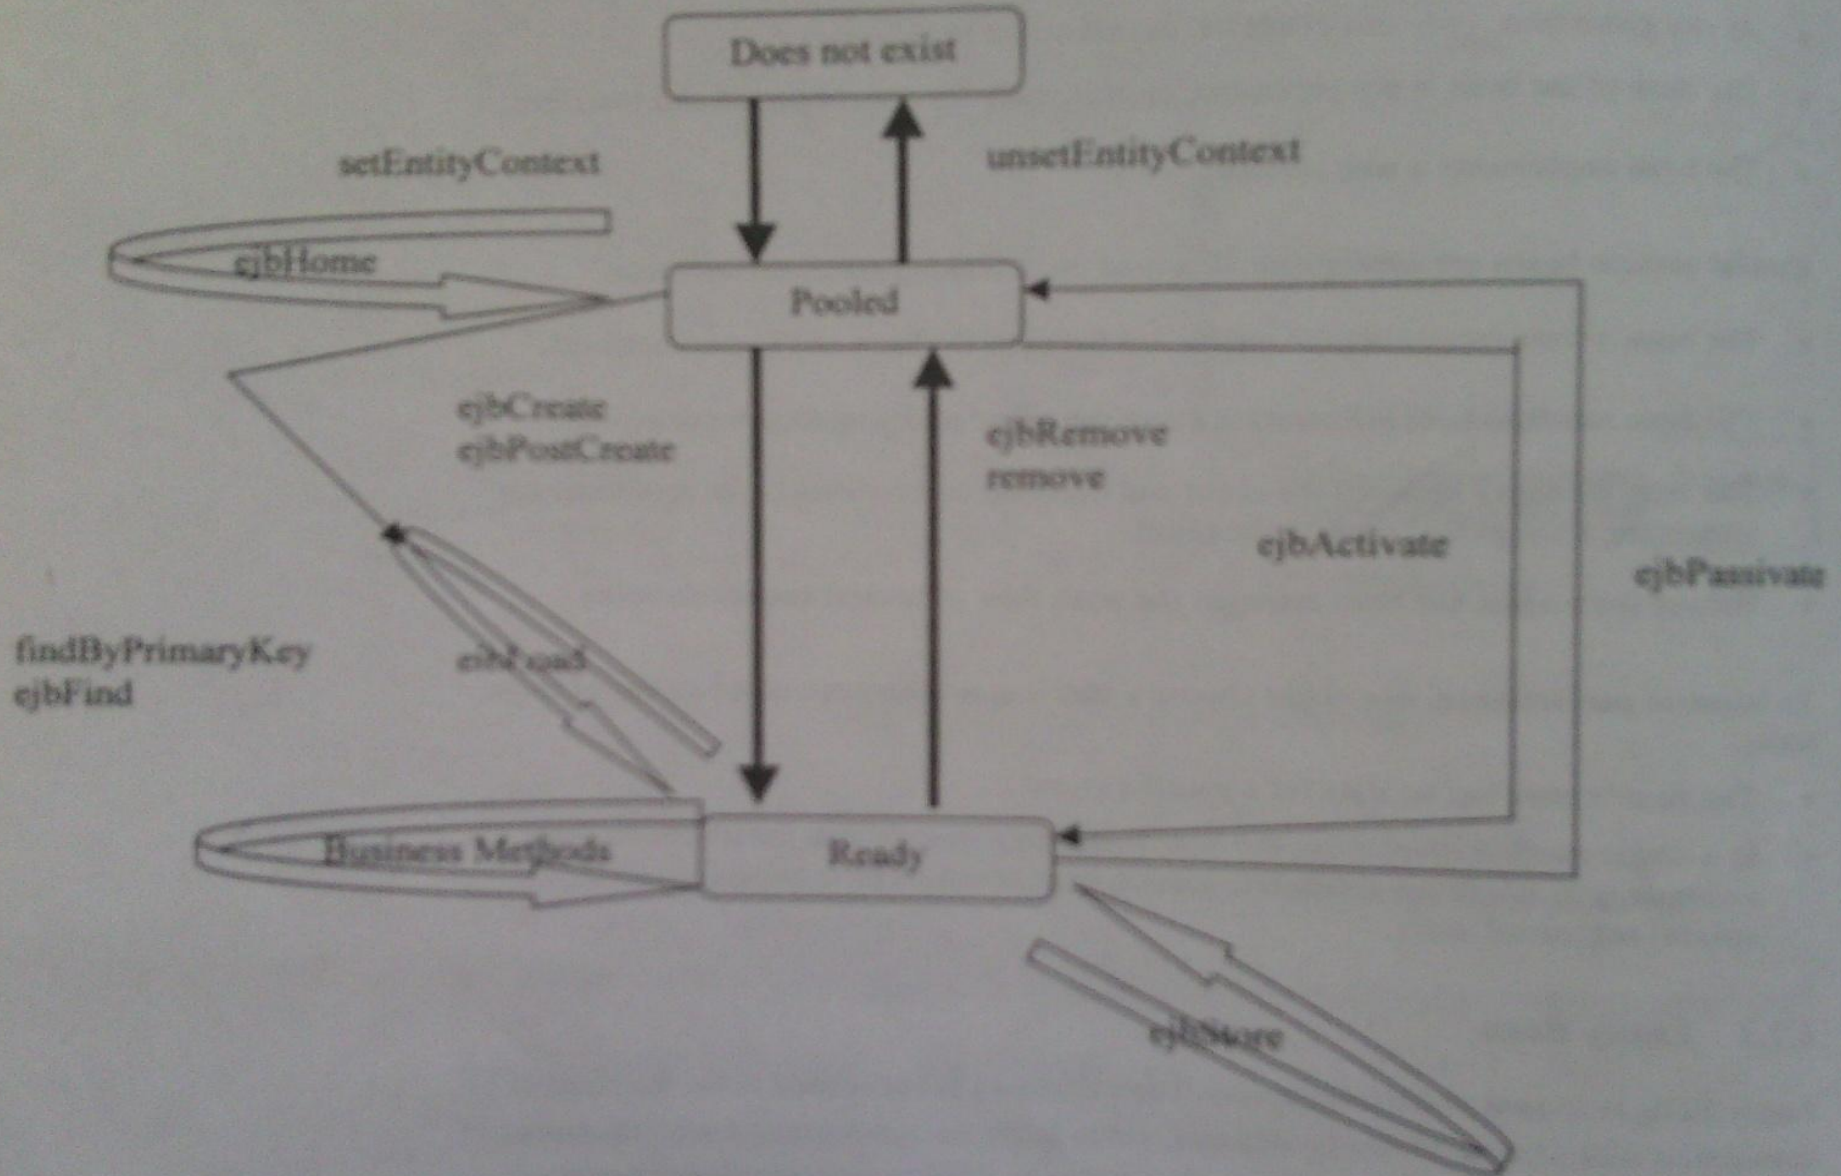 Does not exist
setEntityContext
unsetEntityContext
ejbHome
Pooled
ejbCreate
ejbPostCreate
ejbRemove
remove
ejbActivate
ejbPassivate
findByPrimaryKey
ejbFind
ejbLoad
Business Methods
Ready
ejbStore